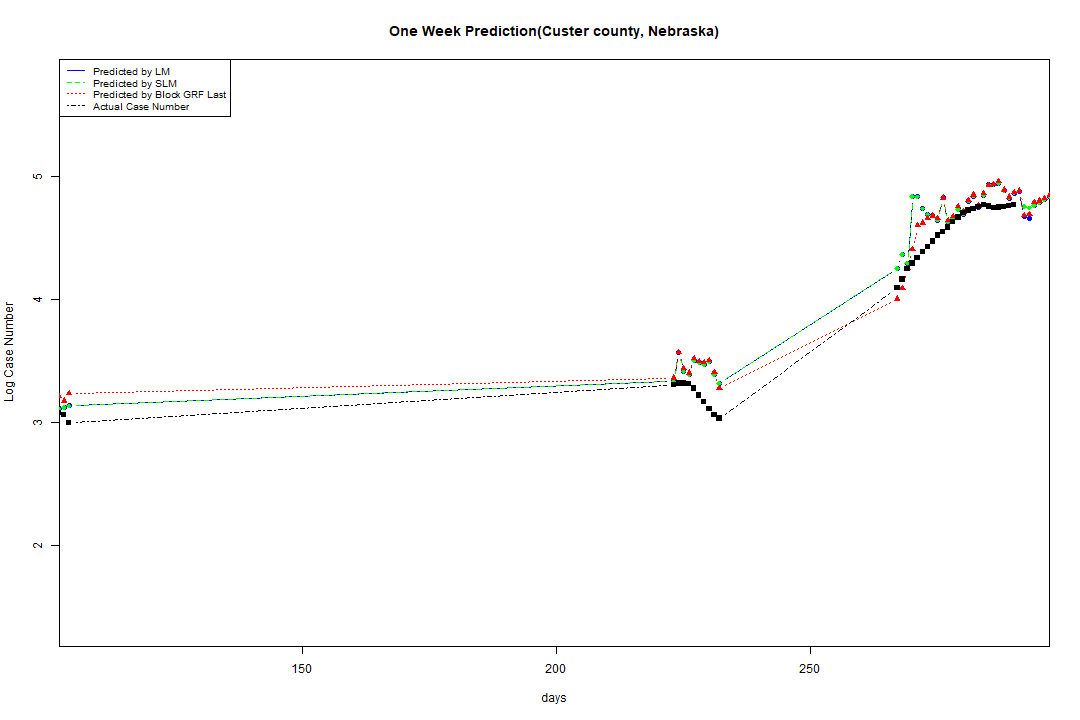 One Week Prediction(Custer county, Nebraska)
Predicted by LM
Predicted by SLM
Predicted by Block GRF Last
Actual Case Number
5
4
3
2
Log Case Number
150 200 250
days